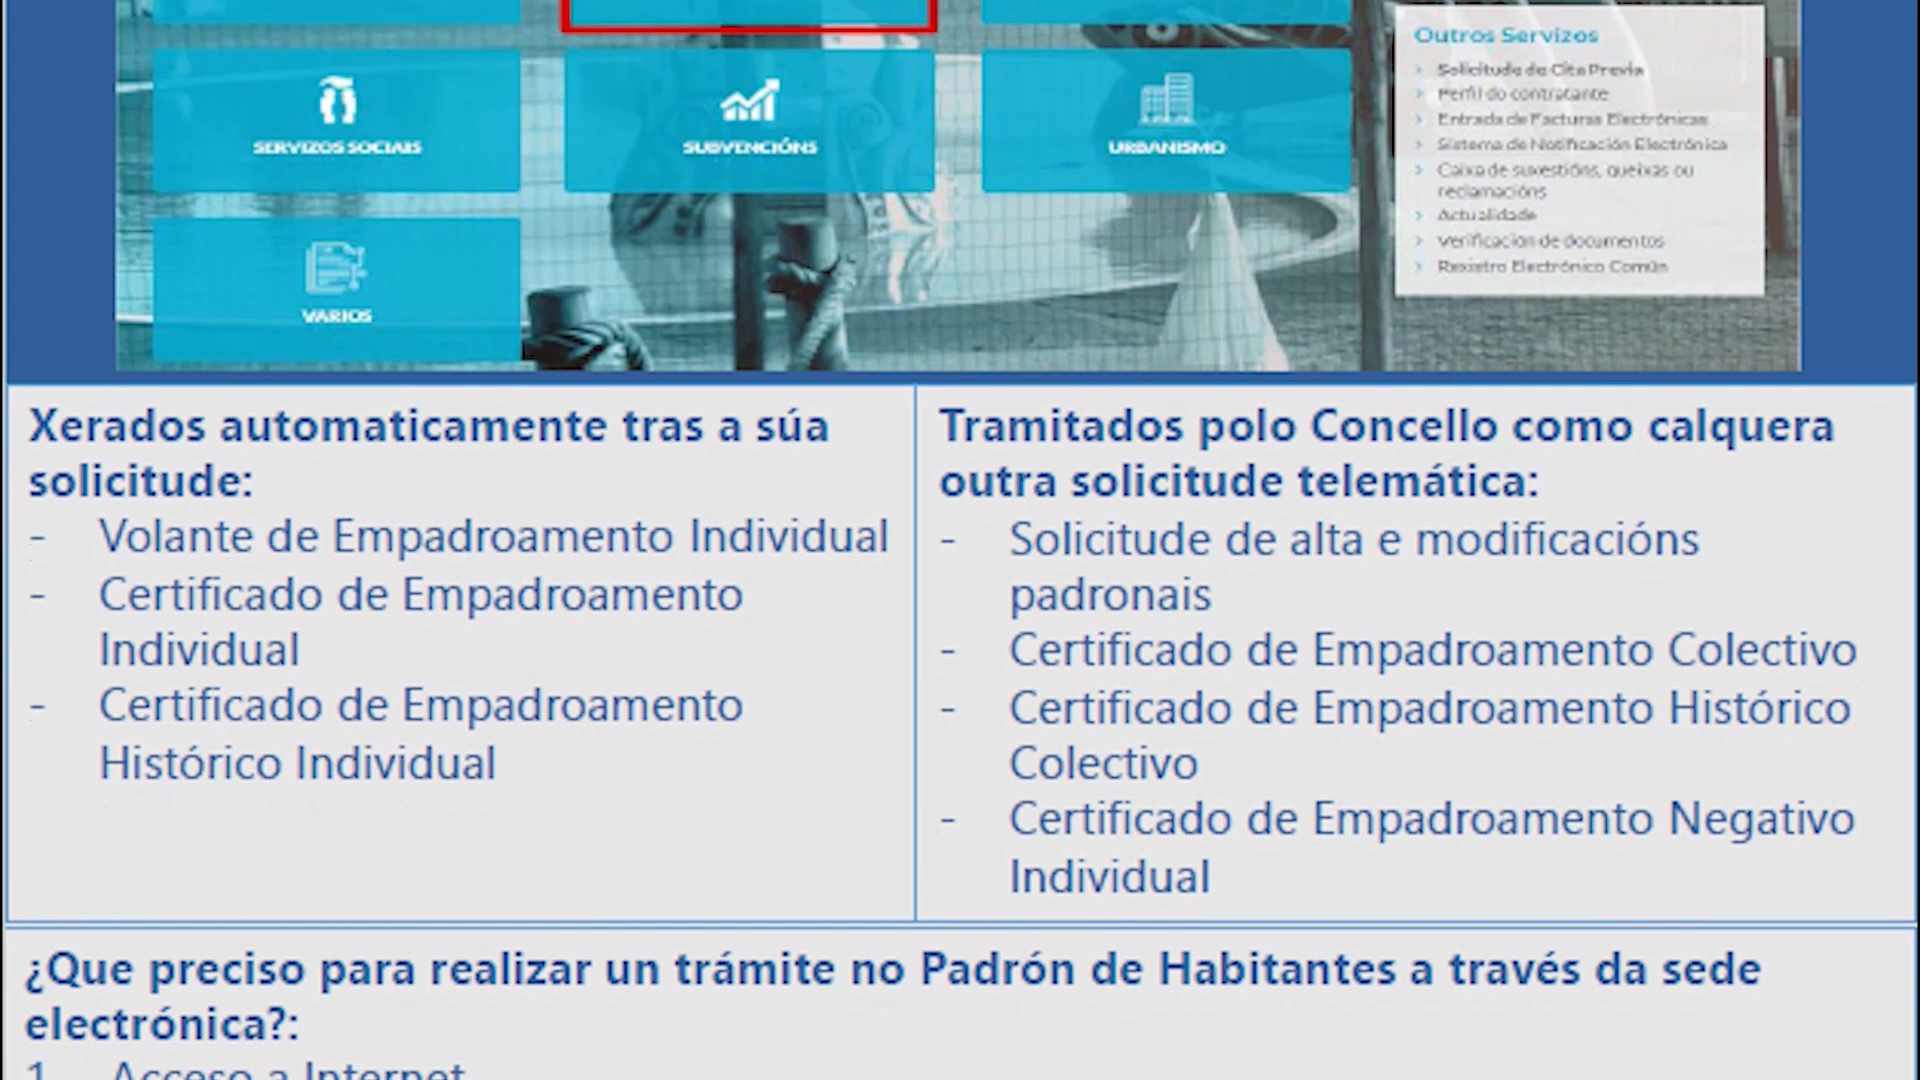 Outros Servizos
Solicitude de Cita Previa
Perfil do contratante
Entrada de Facturas Electrónicas
Sistema de Notificación Electrónica
Caixa de suxestións, queixas ou
reclamacións
Actualidade
Verificación de documentos
Rexistro Electrónico Común
SERVIZOS SOCIAIS
SUBVENCIÓNS
URBANISMO
VARIOS
Xerados automaticamente tras a súa
solicitude:
- Volante de Empadroamento Individual
- Certificado de Empadroamento
Individual
- Certificado de Empadroamento
Histórico Individual
Tramitados polo Concello como calquera
outra solicitude telemática:
- Solicitude de alta e modificacións
padronais
- Certificado de Empadroamento Colectivo
- Certificado de Empadroamento Histórico
Colectivo
- Certificado de Empadroamento Negativo
Individual
¿Que preciso para realizar un trámite no Padrón de Habitantes a través da sede
electrónica?:
1. Acceso a Internet